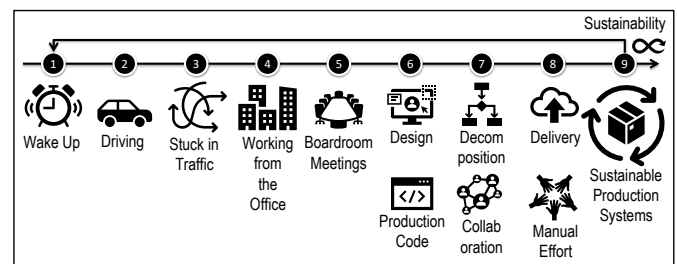 Sustainability
1 2 3 4 5 6 7 8 9
Wake Up
Driving
Stuck in
Traffic
Working
from
the
Office
Boardroom
Meetings
Design
</>
Production
Code
Decom
position
Collab
oration
Delivery
Manual
Effort
Sustainable
Production
Systems